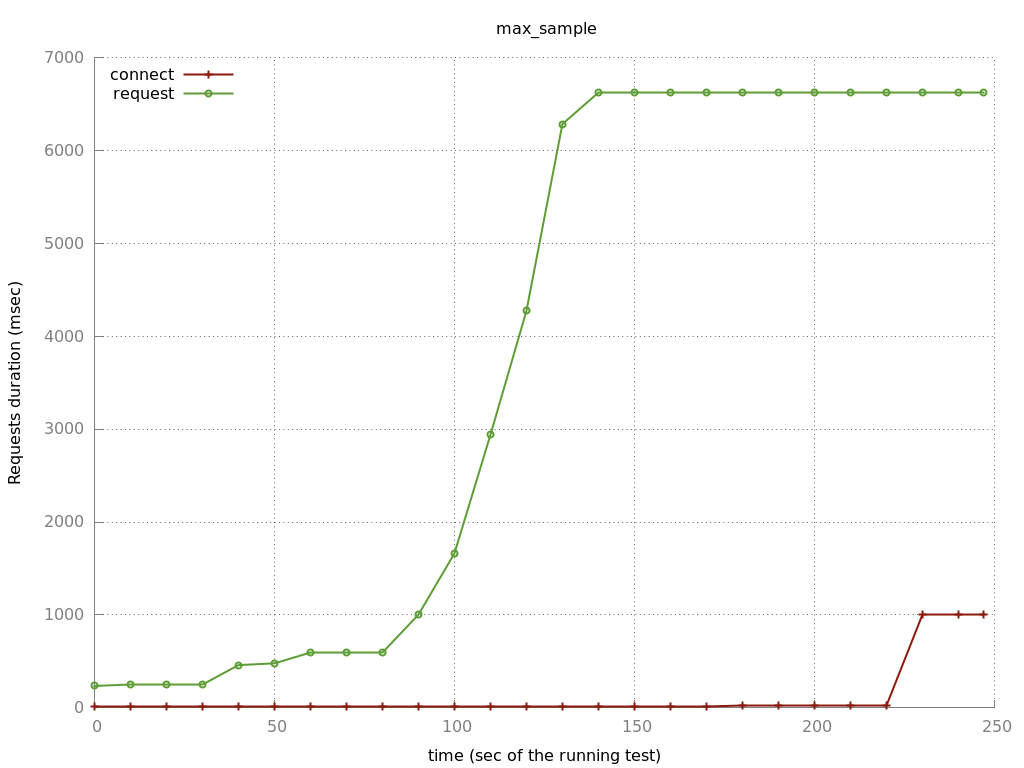 max_sample
7000
6000
5000
4000
3000
2000
1000
0
connect
request
Requests duration (msec)
0 50 100 150 200 250
time (sec of the running test)